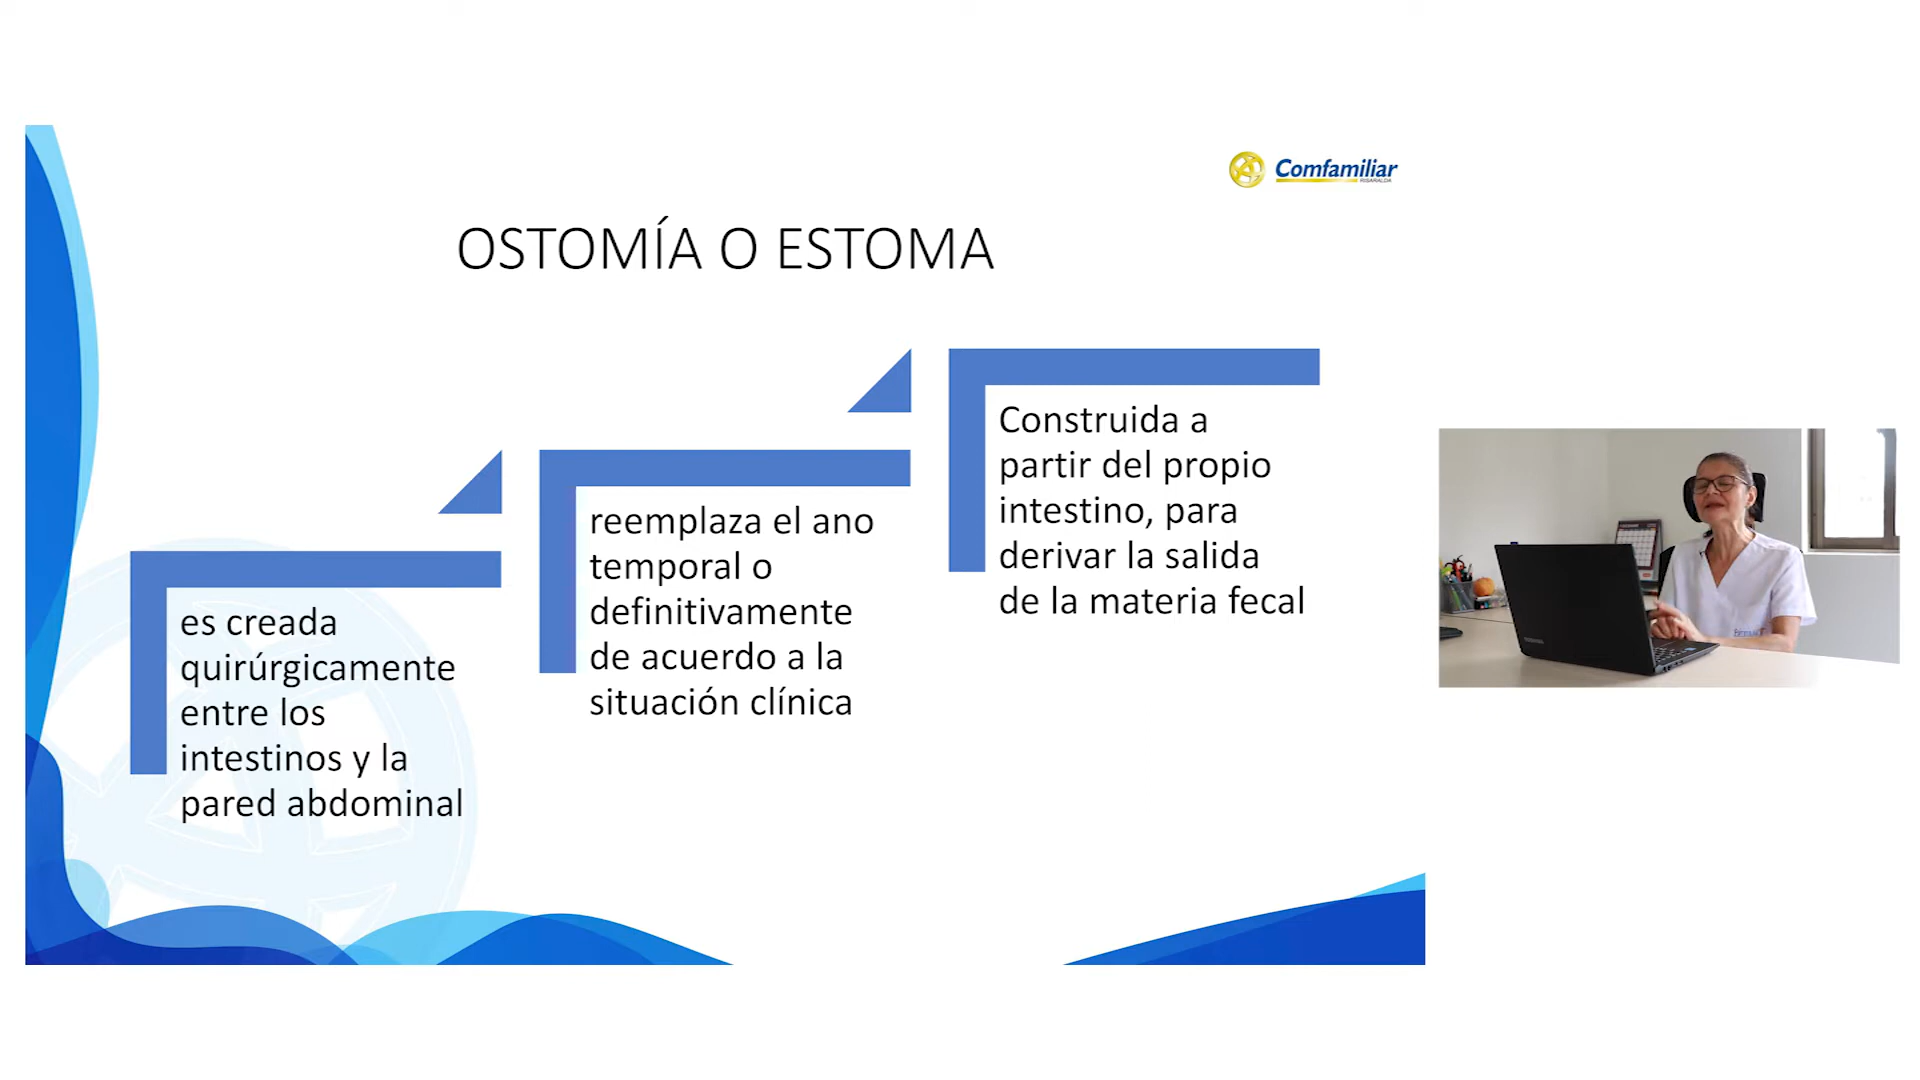 Comfamiliar
RISARALDA
OSTOMÍA O ESTOMA
es creada
quirúrgicamente
entre los
intestinos y la
pared abdominal
reemplaza el ano
temporal o
definitivamente
de acuerdo a la
situación clínica
Construida a
partir del propio
intestino, para
derivar la salida
de la materia fecal
TOSHIBA